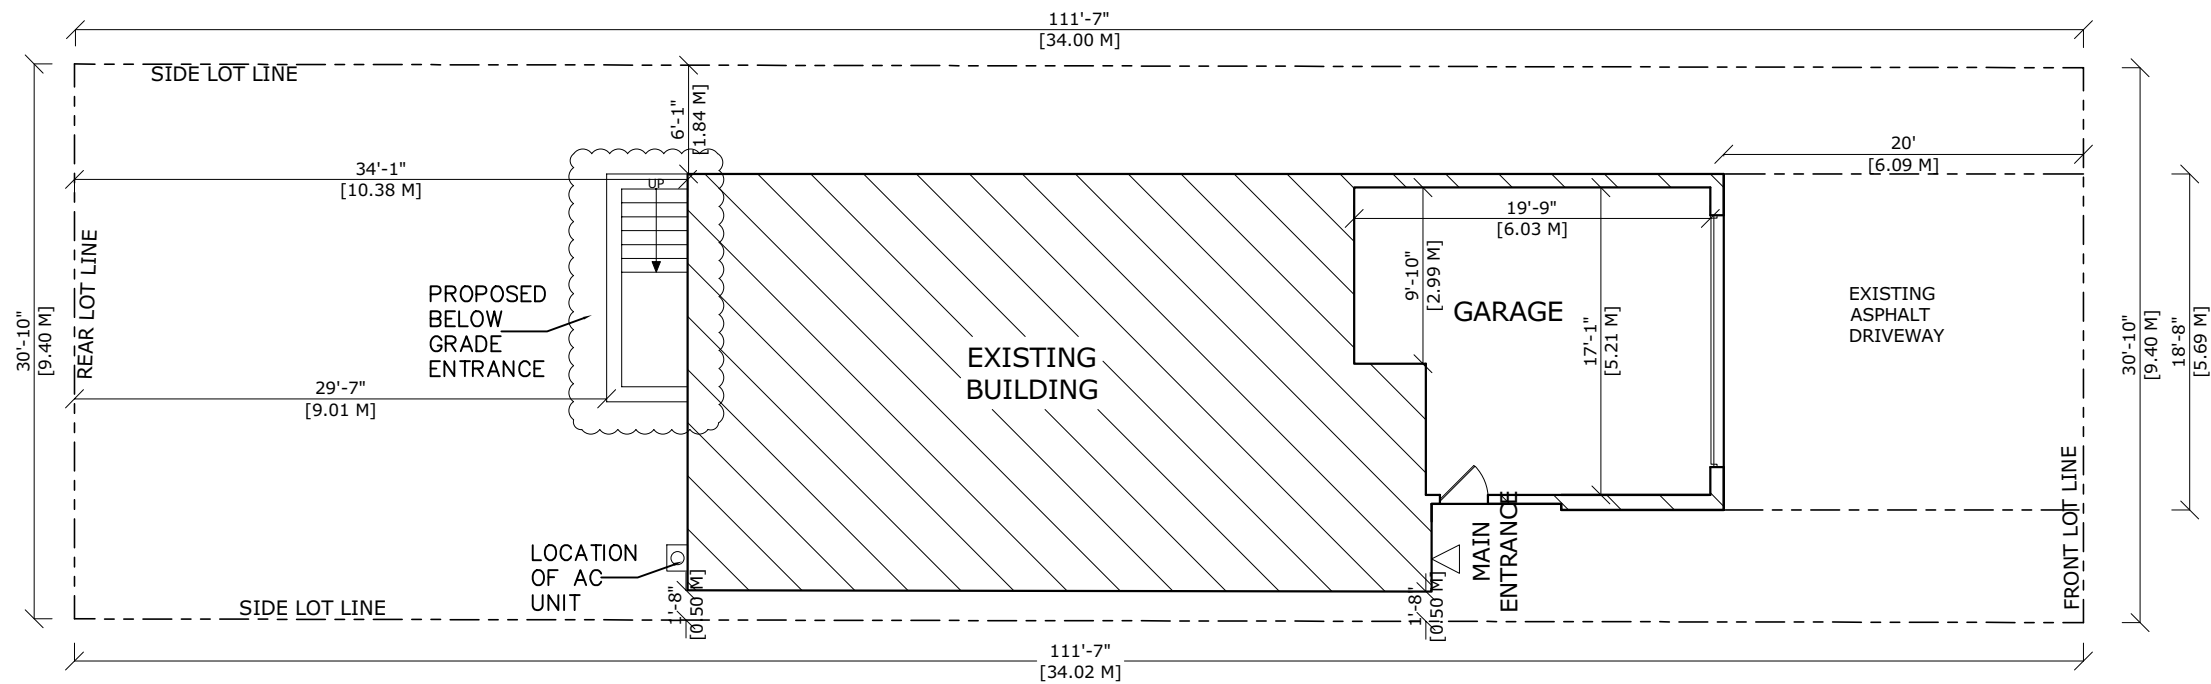 111'-7"
[34.00 M]
SIDE LOT LINE
6'-1"
[1.84 M]
20'
[6.09 M]
34'-1"
[10.38 M]
UP
19'-9"
[6.03 M]
REAR LOT LINE
9'-10"
[2.99 M]
GARAGE
17'-1"
[5.21 M]
EXISTING
ASPHALT
DRIVEWAY
PROPOSED
BELOW
GRADE
ENTRANCE
30'-10"
[9.40 M]
30'-10"
[9.40 M]
18'-8"
[5.69 M]
EXISTING
BUILDING
29'-7"
[9.01 M]
LOCATION
OF AC
UNIT
MAIN
ENTRANCE
FRONT LOT LINE
SIDE LOT LINE
1'-8"
[0.50 M]
1'-8"
[0.50 M]
111'-7"
[34.02 M]